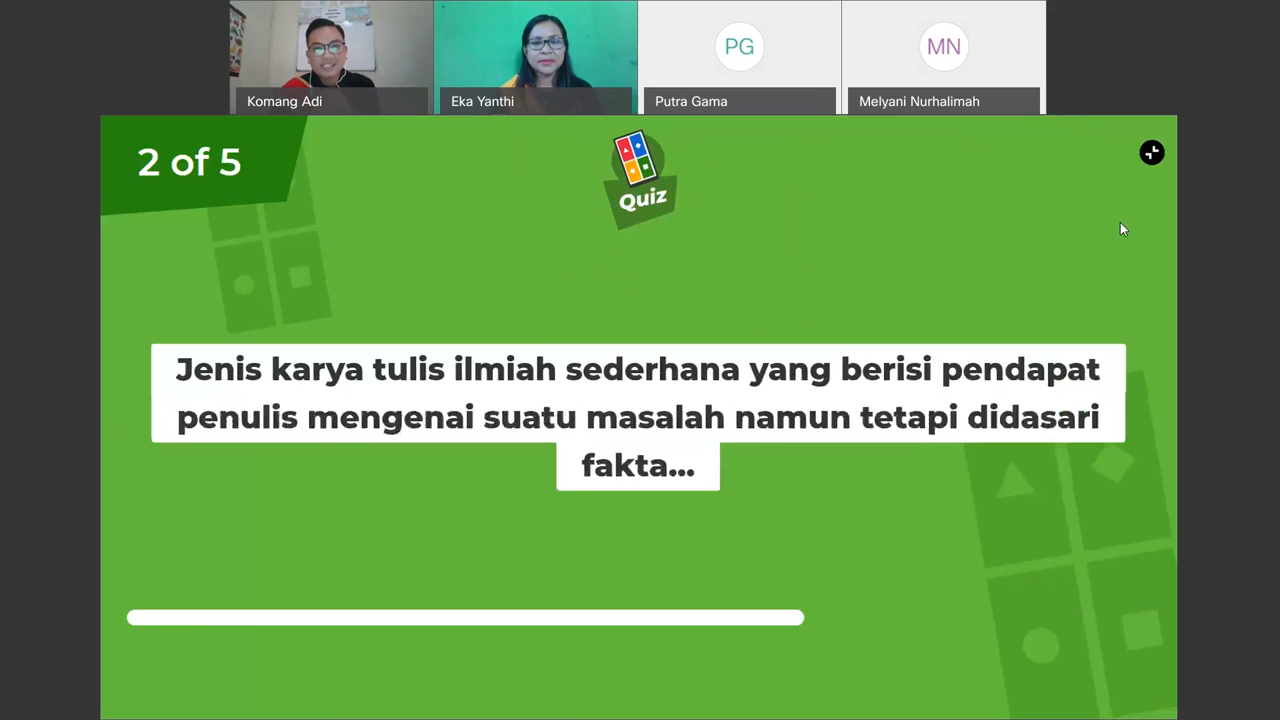 Komang Adi
Eka Yanthi
PG
Putra Gama
MN
Melyani Nurhalimah
2 of 5
Quiz
Jenis karya tulis ilmiah sederhana yang berisi pendapat
penulis mengenai suatu masalah namun tetapi didasari
fakta...